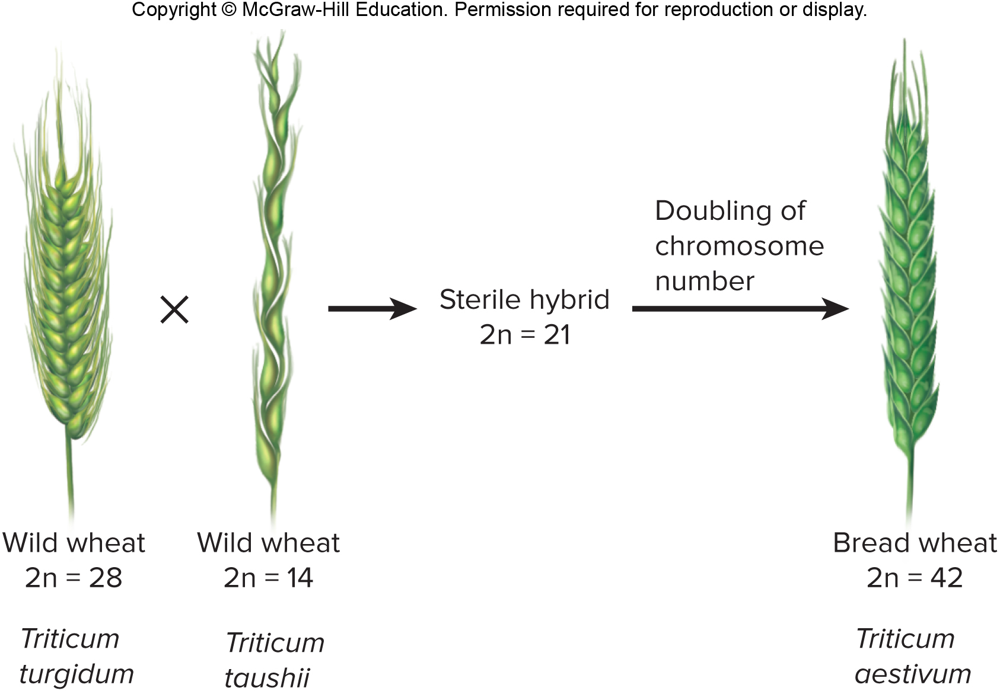 Copyright © McGraw-Hill Education. Permission required for reproduction or display.
Doubling of
chromosome
number
×
Sterile hybrid
2n = 21
Wild wheat
2n = 28
Triticum
turgidum
Wild wheat
2n = 14
Triticum
taushii
Bread wheat
2n = 42
Triticum
aestivum